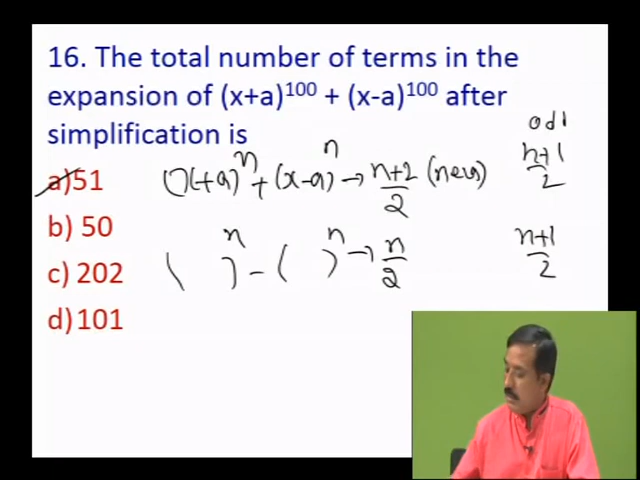 16. The total number of terms in the
expansion of (x+a)¹⁰⁰ + (x-a)¹⁰⁰ after
simplification is
a)51
b) 50
c) 202
d)101
(x+a)ⁿ + (x-a)ⁿ → n+2/2 (neven)
( )ⁿ - ( )ⁿ → n/2
odd
n+1/2
n+1/2